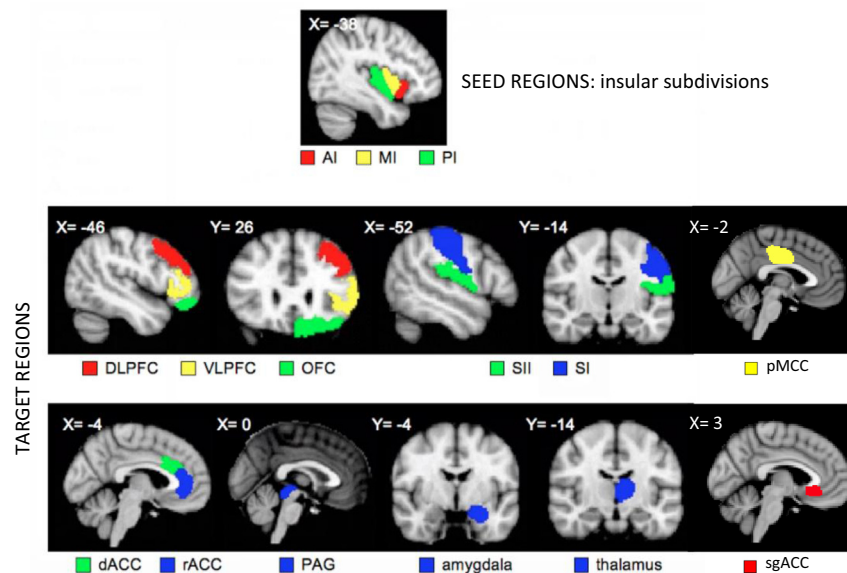 X= -38
SEED REGIONS: insular subdivisions
AI MI PI
TARGET REGIONS
X= -46 Y= 26 X= -52 Y= -14 X= -2
DLPFC VLPFC OFC SII SI pMCC
X= -4 X= 0 Y= -4 Y= -14 X= 3
dACC rACC PAG amygdala thalamus sgACC